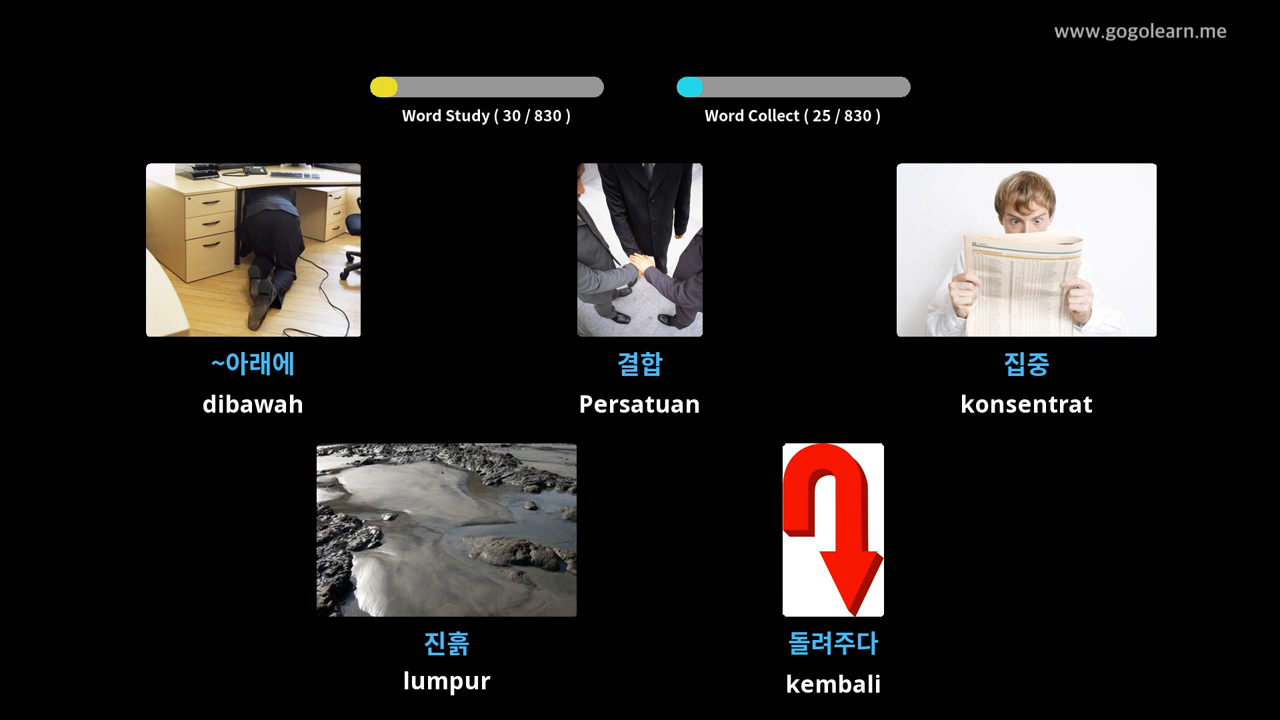 www.gogolearn.me
Word Study ( 30 / 830 )
Word Collect ( 25 / 830 )
~아래에
dibawah
결합
Persatuan
집중
konsentrat
진흙
lumpur
돌려주다
kembali